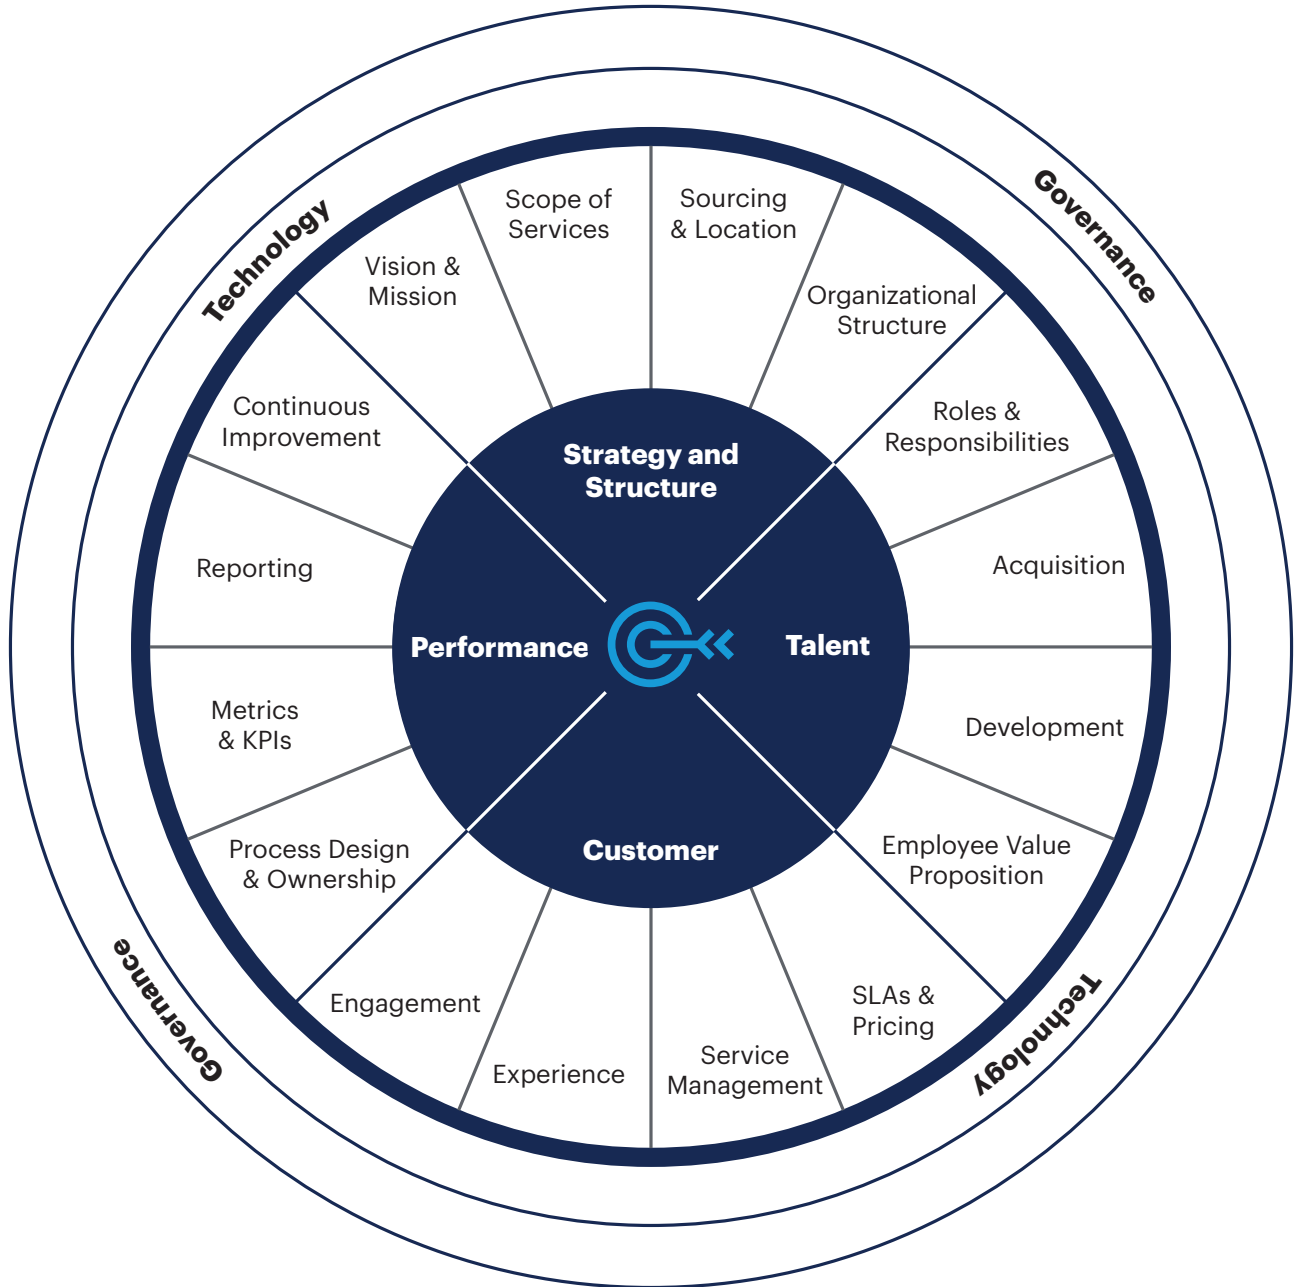 Governance
Technology
Scope of
Services
Sourcing
& Location
Vision &
Mission
Organizational
Structure
Continuous
Improvement
Roles &
Responsibilities
Strategy and
Structure
Reporting
Acquisition
Performance
Talent
Metrics
& KPIs
Development
Process Design
& Ownership
Customer
Employee Value
Proposition
Engagement
SLAs &
Pricing
Experience
Service
Management
Governance
Technology